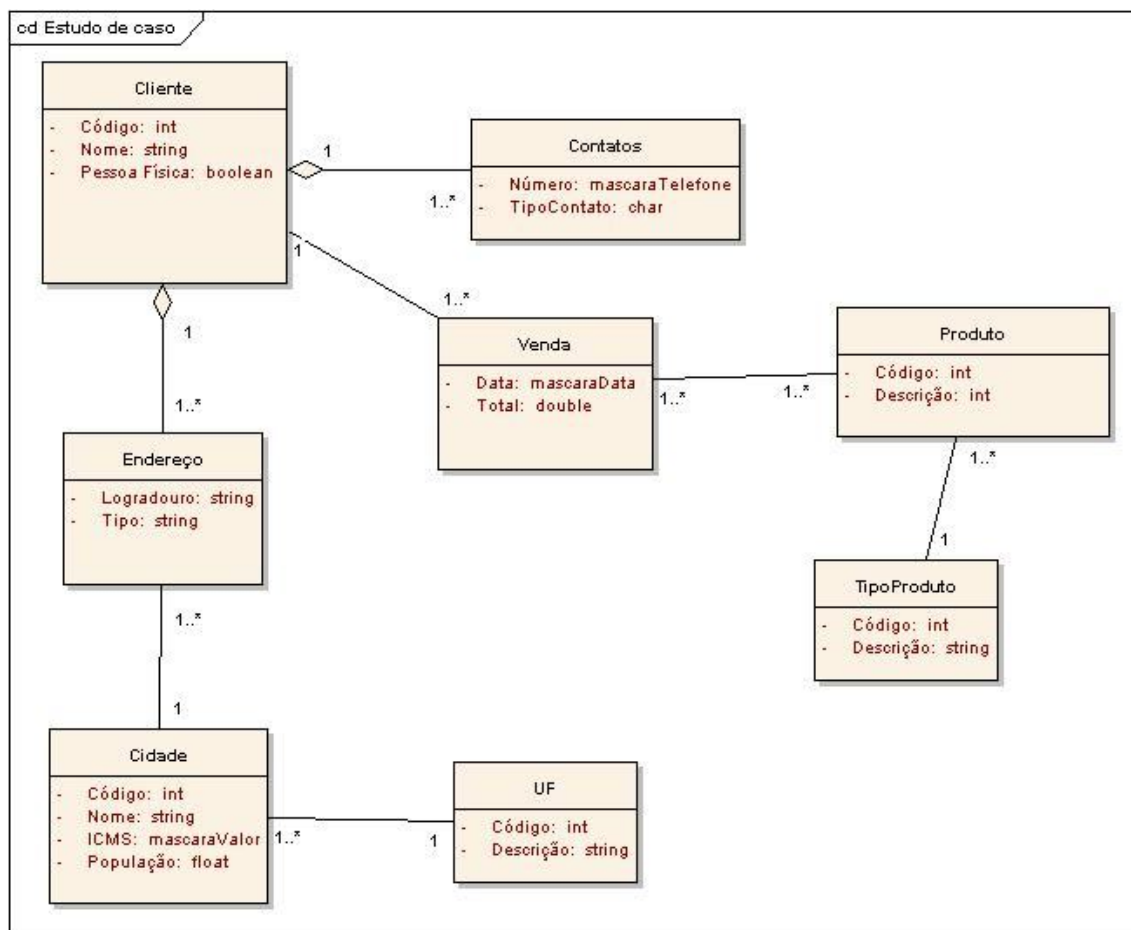 cd Estudo de caso
Cliente
- Código: int
- Nome: string
- Pessoa Física: boolean
1
1..*
Contatos
- Número: mascaraTelefone
- TipoContato: char
1
1..*
Venda
- Data: mascaraData
- Total: double
1..*
1..*
Produto
- Código: int
- Descrição: int
1..*
1
TipoProduto
- Código: int
- Descrição: string
1
1..*
Endereço
- Logradouro: string
- Tipo: string
1..*
1
Cidade
- Código: int
- Nome: string
- ICMS: mascaraValor
- População: float
1..*
1
UF
- Código: int
- Descrição: string